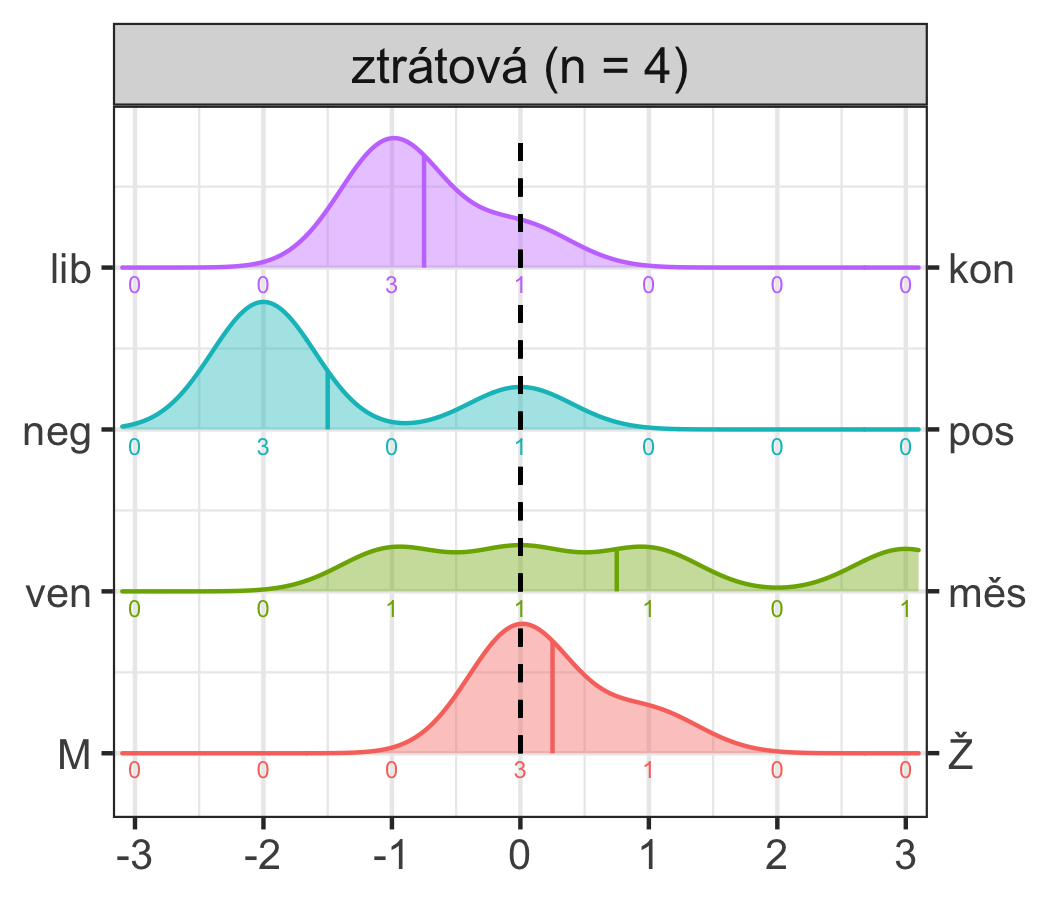 ztrátová (n = 4)
lib kon
0 0 3 1 0 0 0
neg pos
0 3 0 1 0 0 0
ven měs
0 0 1 1 1 0 1
M Ž
0 0 0 3 1 0 0
-3 -2 -1 0 1 2 3